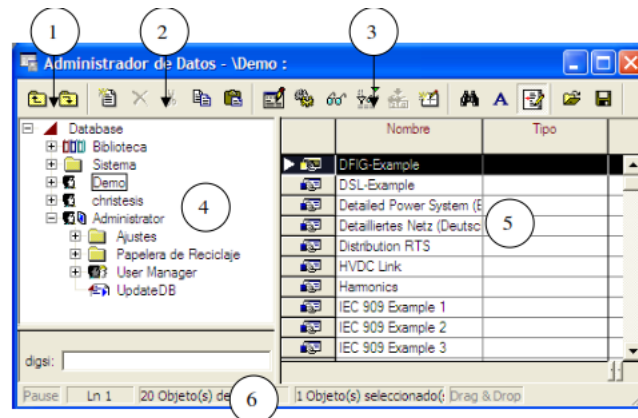 1 2 3
Administrador de Datos - \Demo :
A
Database
Biblioteca
Sistema
Demo
christesis
Administrator
Ajustes
Papelera de Reciclaje
User Manager
UpdateDB
4
digsi:
Nombre Tipo
DFIG-Example
DSL-Example
Detailed Power System (E
Detailliertes Netz (Deutsc
Distribution RTS
HVDC Link
Harmonics
IEC 909 Example 1
IEC 909 Example 2
IEC 909 Example 3
5
Pause Ln 1 20 Objeto(s) de 1 Objeto(s) seleccionado( Drag & Drop
6